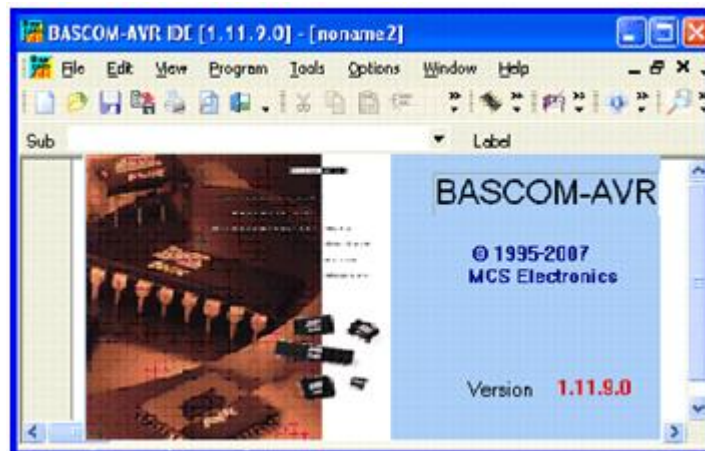 BASCOM-AVR IDE [1.11.9.0] - [noname2]
File Edit View Program Tools Options Window Help
Sub Label
BASCOM-AVR
© 1995-2007
MCS Electronics
Version 1.11.9.0